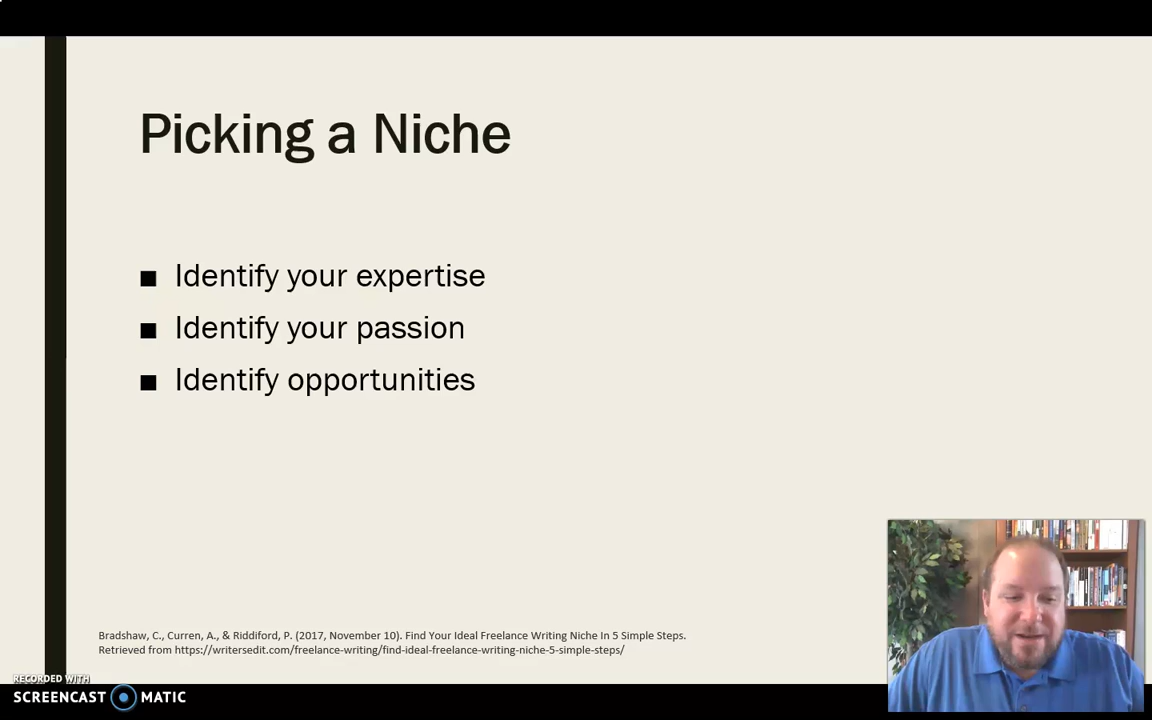 Picking a Niche
■ Identify your expertise
■ Identify your passion
■ Identify opportunities
Bradshaw, C., Curren, A., & Riddiford, P. (2017, November 10). Find Your Ideal Freelance Writing Niche In 5 Simple Steps.
Retrieved from https://writersedit.com/freelance-writing/find-ideal-freelance-writing-niche-5-simple-steps/
RECORDED WITH
SCREENCAST MATIC